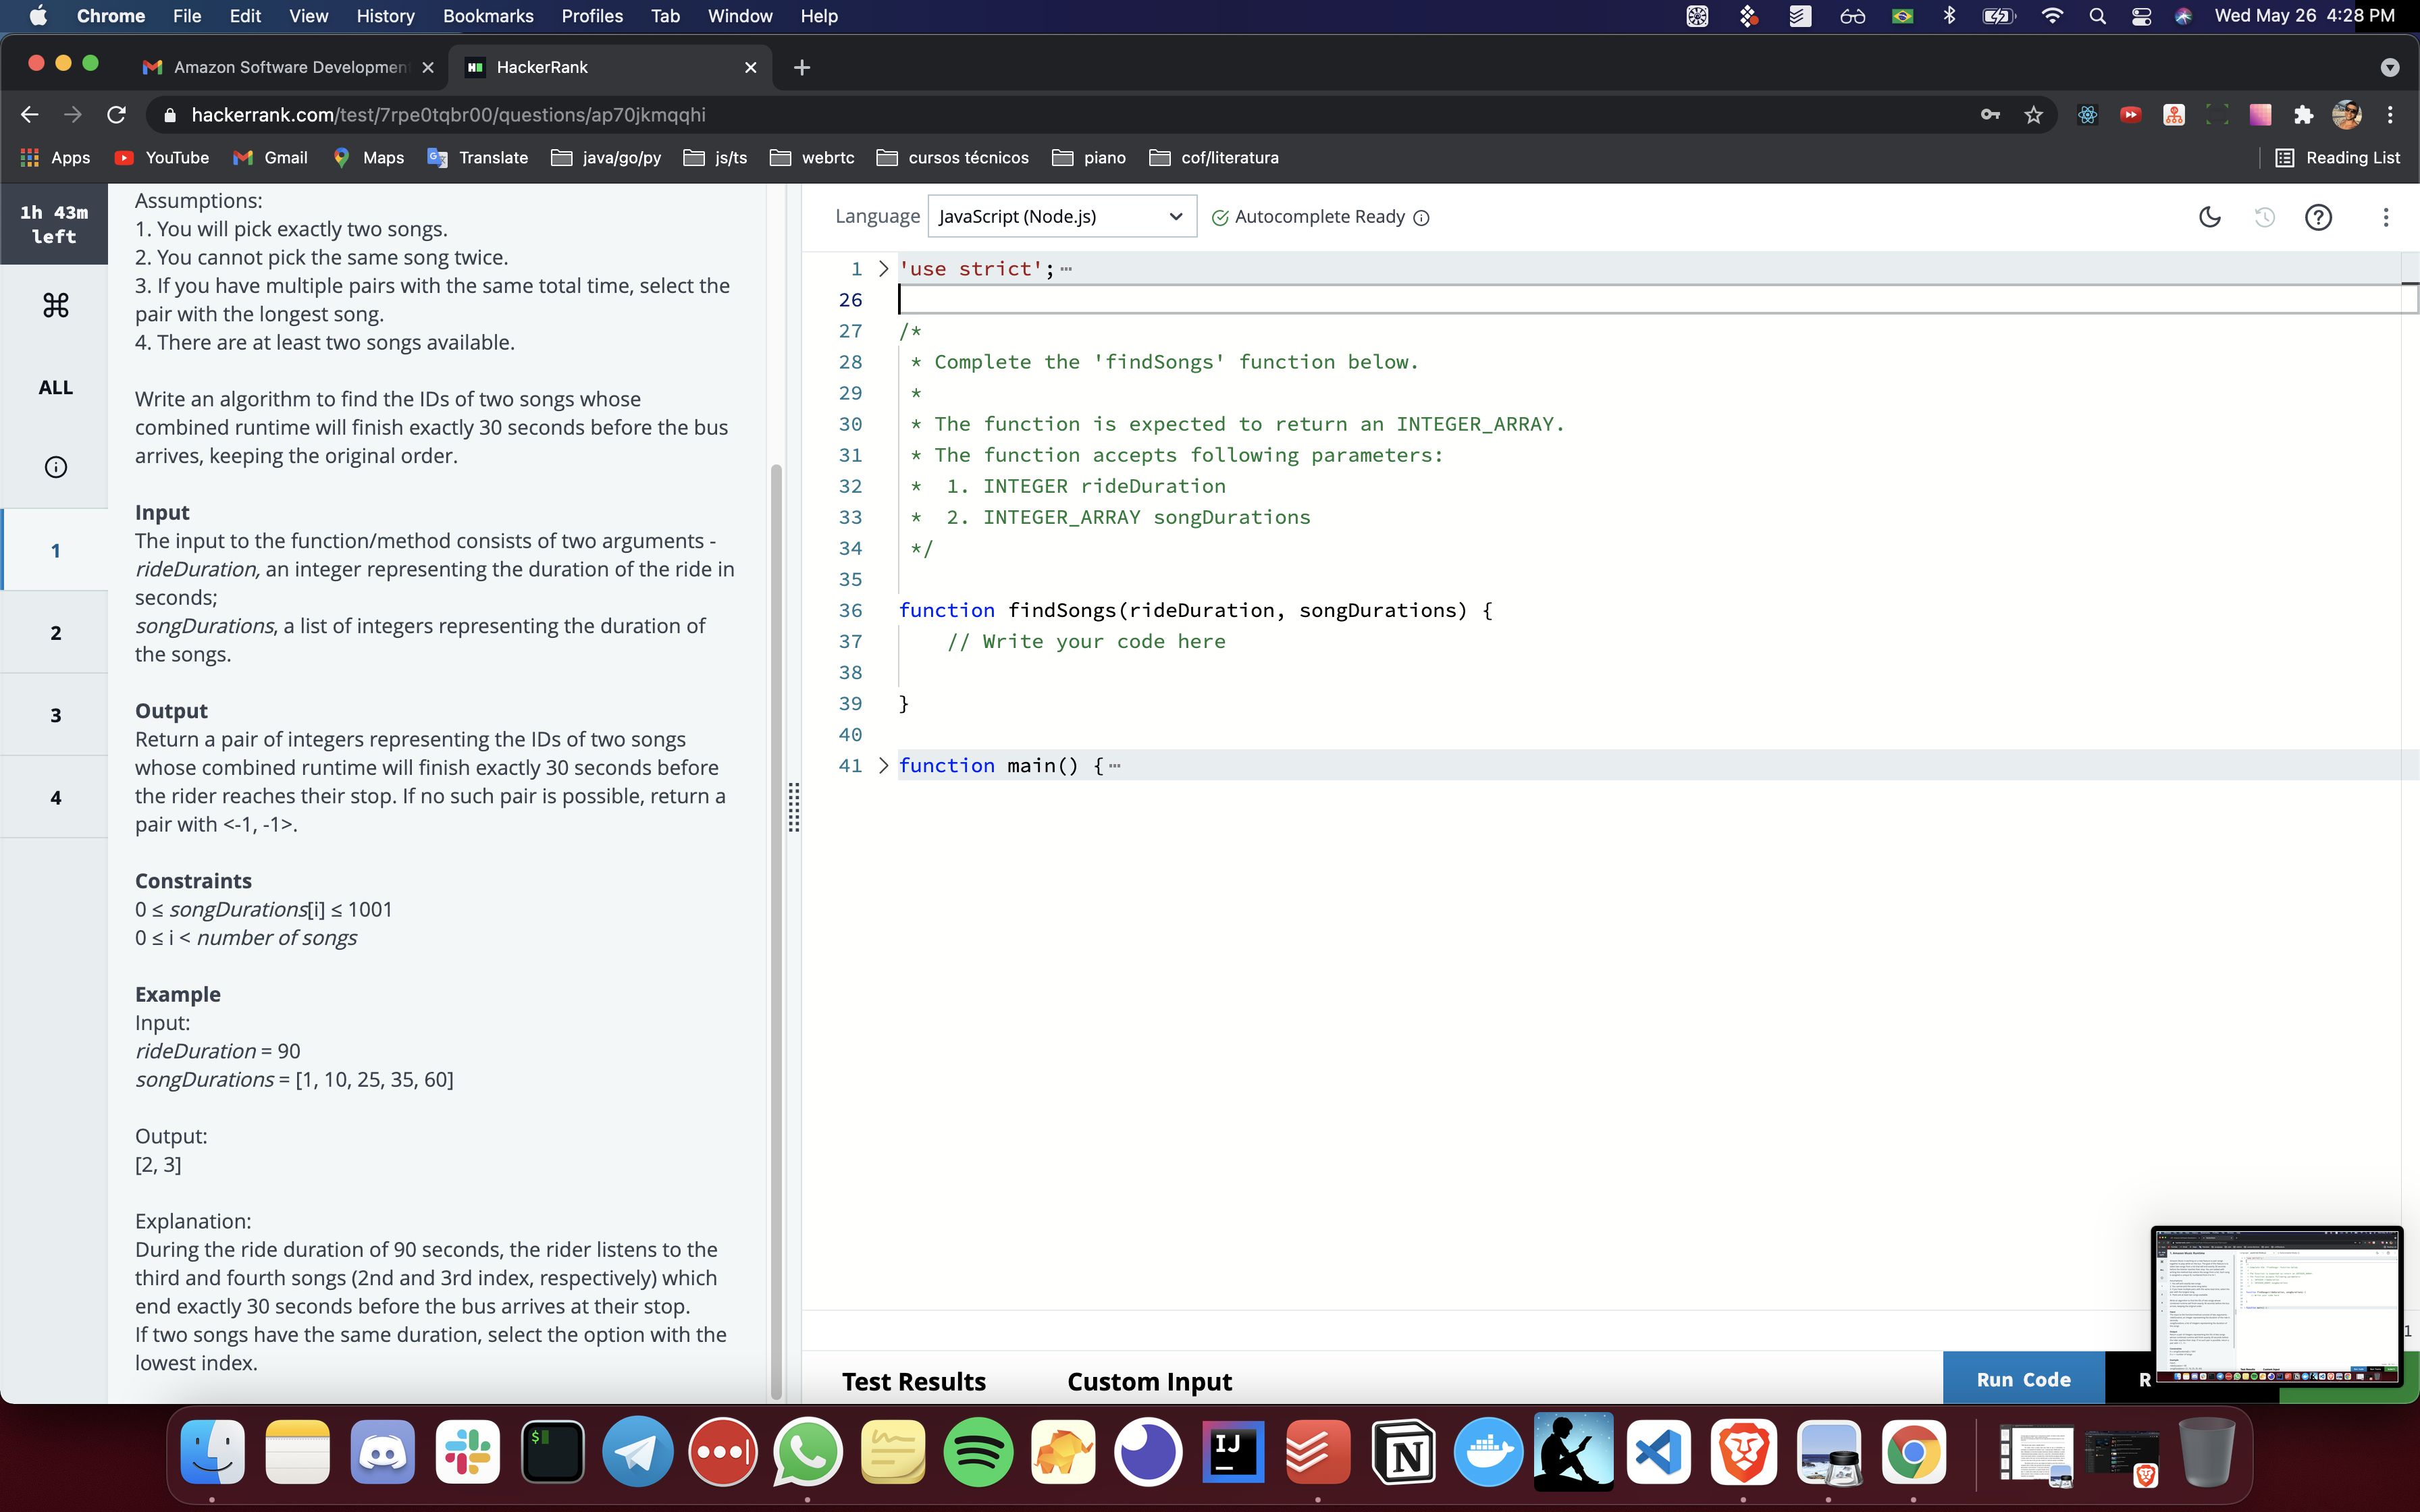 Chrome File Edit View History Bookmarks Profiles Tab Window Help Wed May 26 4:28 PM
Amazon Software Developmen HackerRank
hackerrank.com/test/7rpe0tqbr00/questions/ap70jkmqqhi
Apps YouTube Gmail Maps Translate java/go/py js/ts webrtc cursos técnicos piano cof/literatura Reading List
1h 43m
left
ALL
1
2
3
4
Assumptions:
1. You will pick exactly two songs.
2. You cannot pick the same song twice.
3. If you have multiple pairs with the same total time, select the
pair with the longest song.
4. There are at least two songs available.
Write an algorithm to find the IDs of two songs whose
combined runtime will finish exactly 30 seconds before the bus
arrives, keeping the original order.
Input
The input to the function/method consists of two arguments -
rideDuration, an integer representing the duration of the ride in
seconds;
songDurations, a list of integers representing the duration of
the songs.
Output
Return a pair of integers representing the IDs of two songs
whose combined runtime will finish exactly 30 seconds before
the rider reaches their stop. If no such pair is possible, return a
pair with <-1, -1>.
Constraints
0 ≤ songDurations[i] ≤ 1001
0 ≤ i < number of songs
Example
Input:
rideDuration = 90
songDurations = [1, 10, 25, 35, 60]
Output:
[2, 3]
Explanation:
During the ride duration of 90 seconds, the rider listens to the
third and fourth songs (2nd and 3rd index, respectively) which
end exactly 30 seconds before the bus arrives at their stop.
If two songs have the same duration, select the option with the
lowest index.
Language JavaScript (Node.js) Autocomplete Ready
1 'use strict';
26
27 /*
28 * Complete the 'findSongs' function below.
29 *
30 * The function is expected to return an INTEGER_ARRAY.
31 * The function accepts following parameters:
32 * 1. INTEGER rideDuration
33 * 2. INTEGER_ARRAY songDurations
34 */
35
36 function findSongs(rideDuration, songDurations) {
37 // Write your code here
38
39 }
40
41 function main() {
Test Results Custom Input Run Code R
IJ